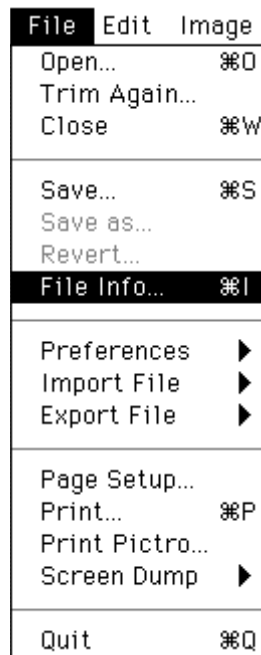 File Edit Image
Open... ⌘O
Trim Again...
Close ⌘W
Save... ⌘S
Save as...
Revert...
File Info... ⌘I
Preferences ▶
Import File ▶
Export File ▶
Page Setup...
Print... ⌘P
Print Pictro...
Screen Dump ▶
Quit ⌘Q